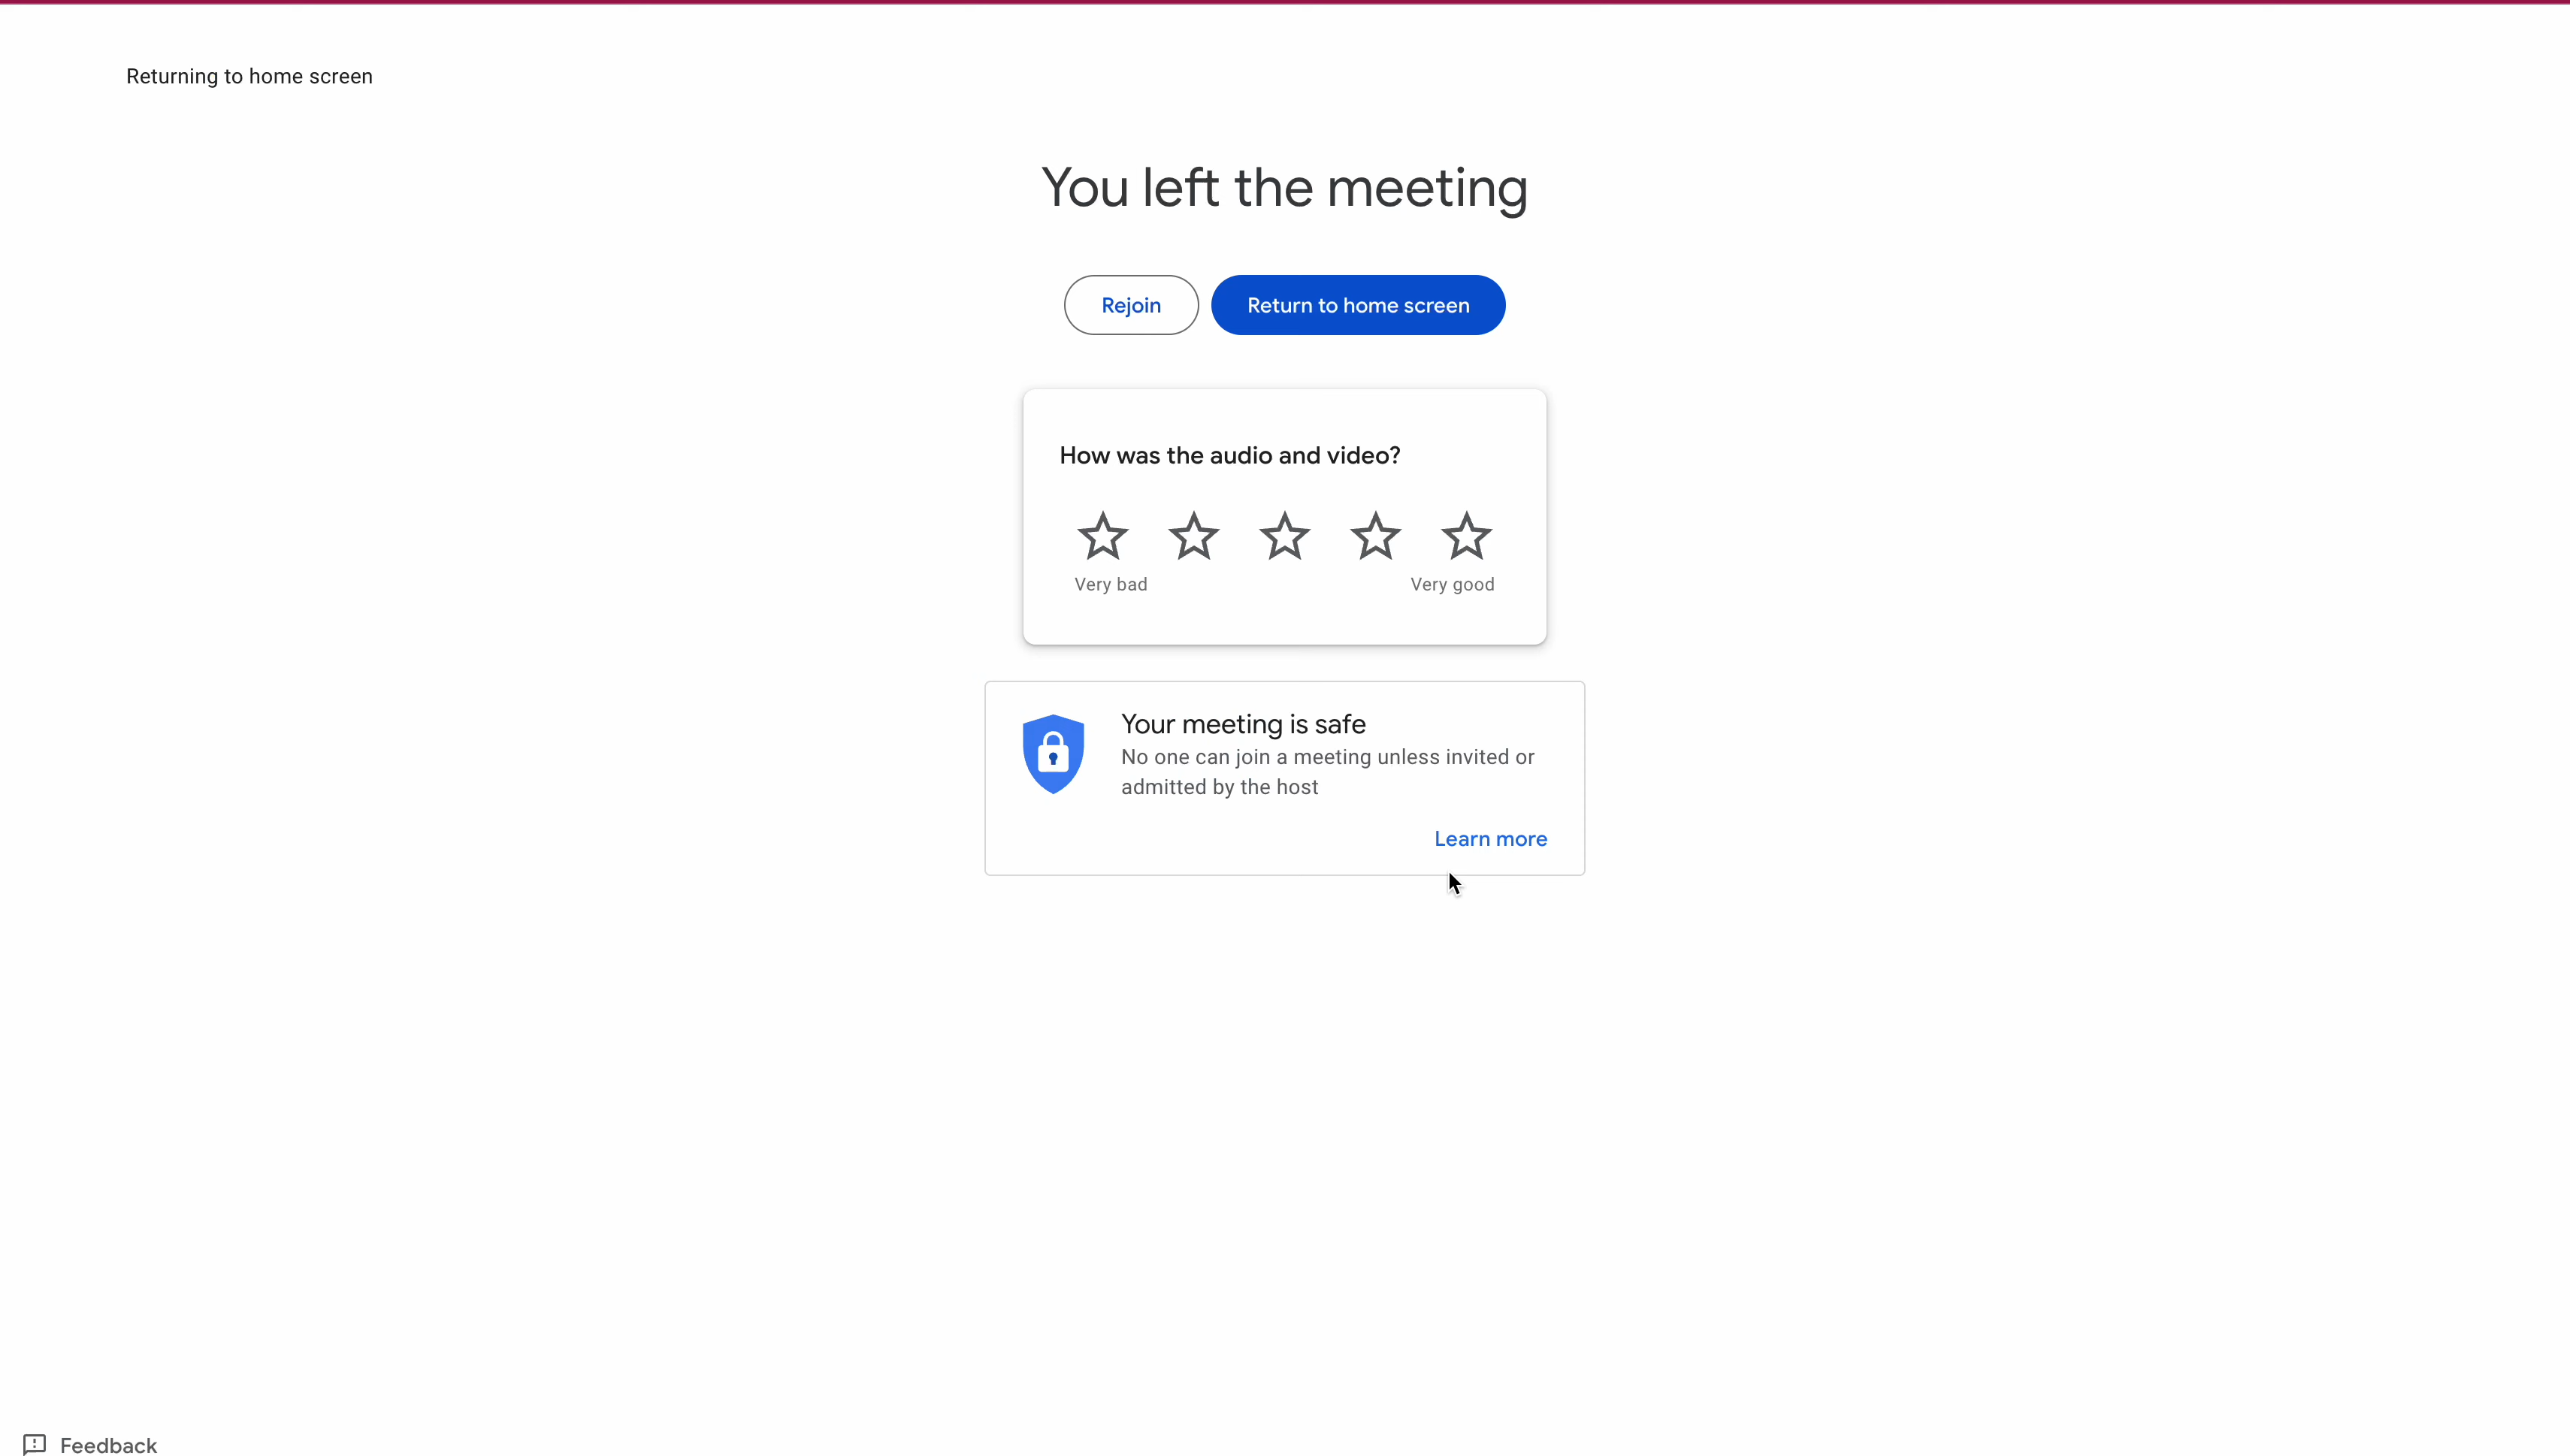 Returning to home screen
You left the meeting
Rejoin
Return to home screen
How was the audio and video?
Very bad
Very good
Your meeting is safe
No one can join a meeting unless invited or
admitted by the host
Learn more
Feedback